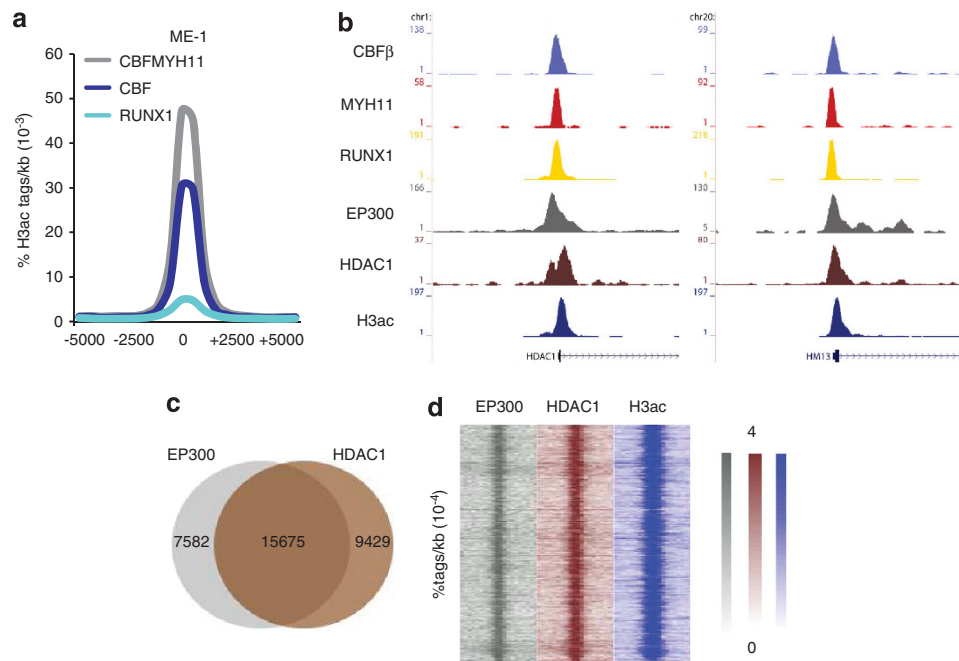 a
ME-1
CBFMYH11
CBF
RUNX1
% H3ac tags/kb (10⁻³)
60
50
40
30
20
10
0
-5000 -2500 0 +2500 +5000
b
chr1: chr20:
CBFβ 138 1 99 1
MYH11 58 1 92 1
RUNX1 191 1 218 1
EP300 166 1 130 5
HDAC1 37 1 80 1
H3ac 197 1 197 1
HDAC1 HM13
c
EP300 HDAC1
7582 15675 9429
d
EP300 HDAC1 H3ac
%tags/kb (10⁻⁴)
4
0